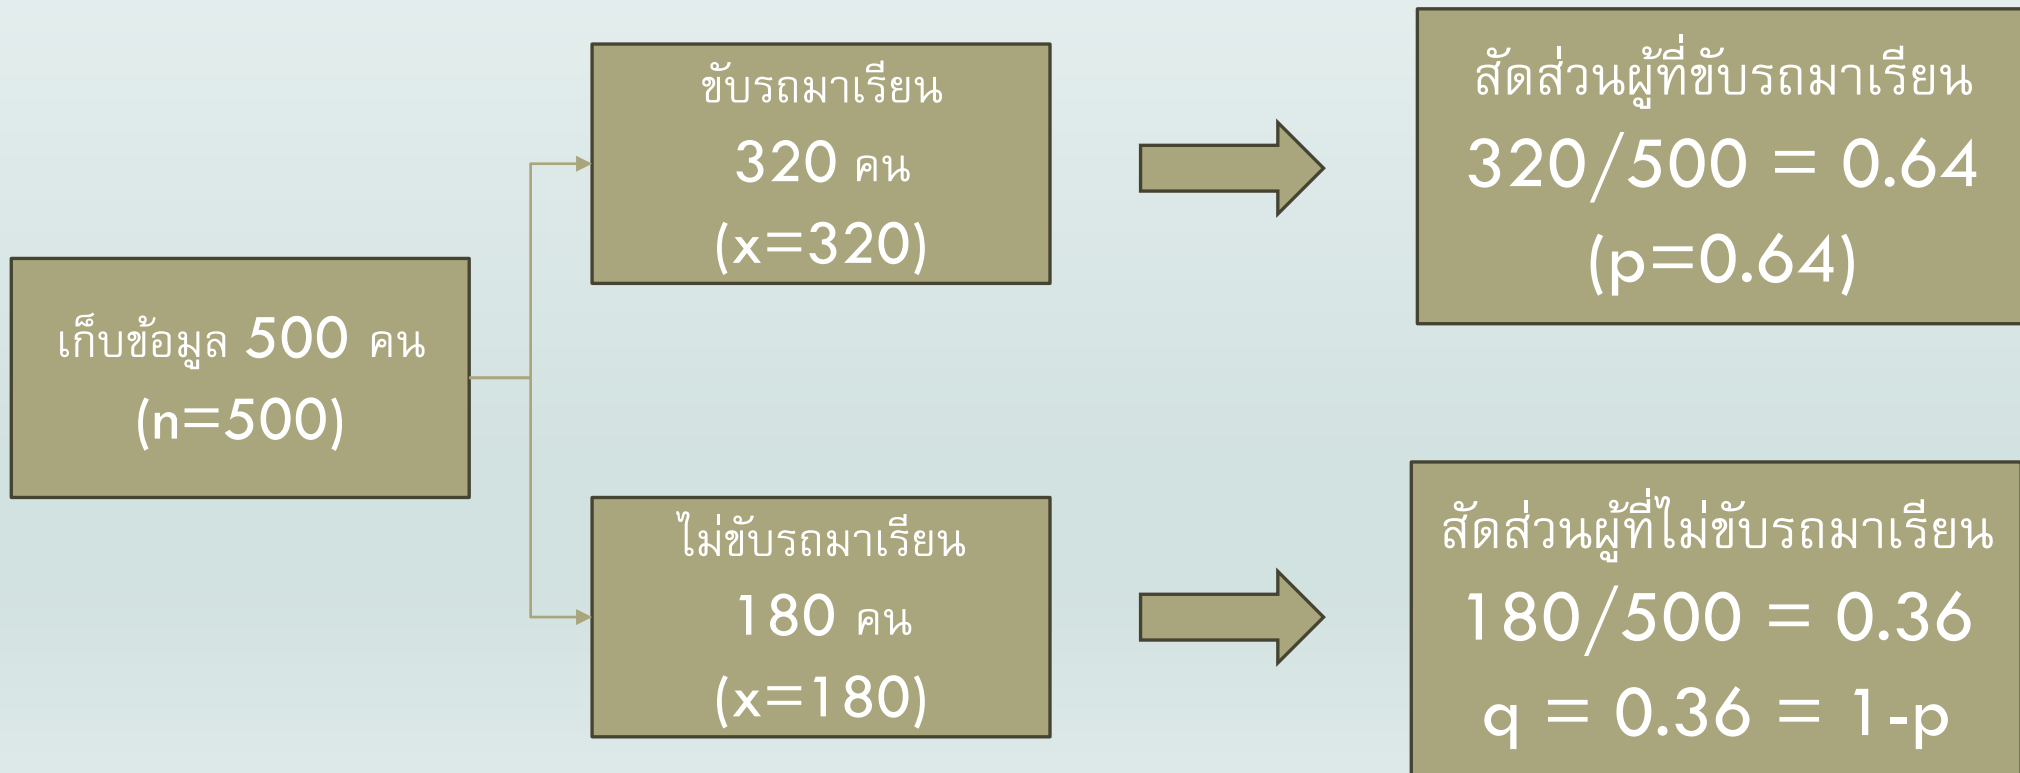 เก็บข้อมูล 500 คน
(n=500)
ขับรถมาเรียน
320 คน
(x=320)
สัดส่วนผู้ที่ขับรถมาเรียน
320/500 = 0.64
(p=0.64)
ไม่ขับรถมาเรียน
180 คน
(x=180)
สัดส่วนผู้ที่ไม่ขับรถมาเรียน
180/500 = 0.36
q = 0.36 = 1-p